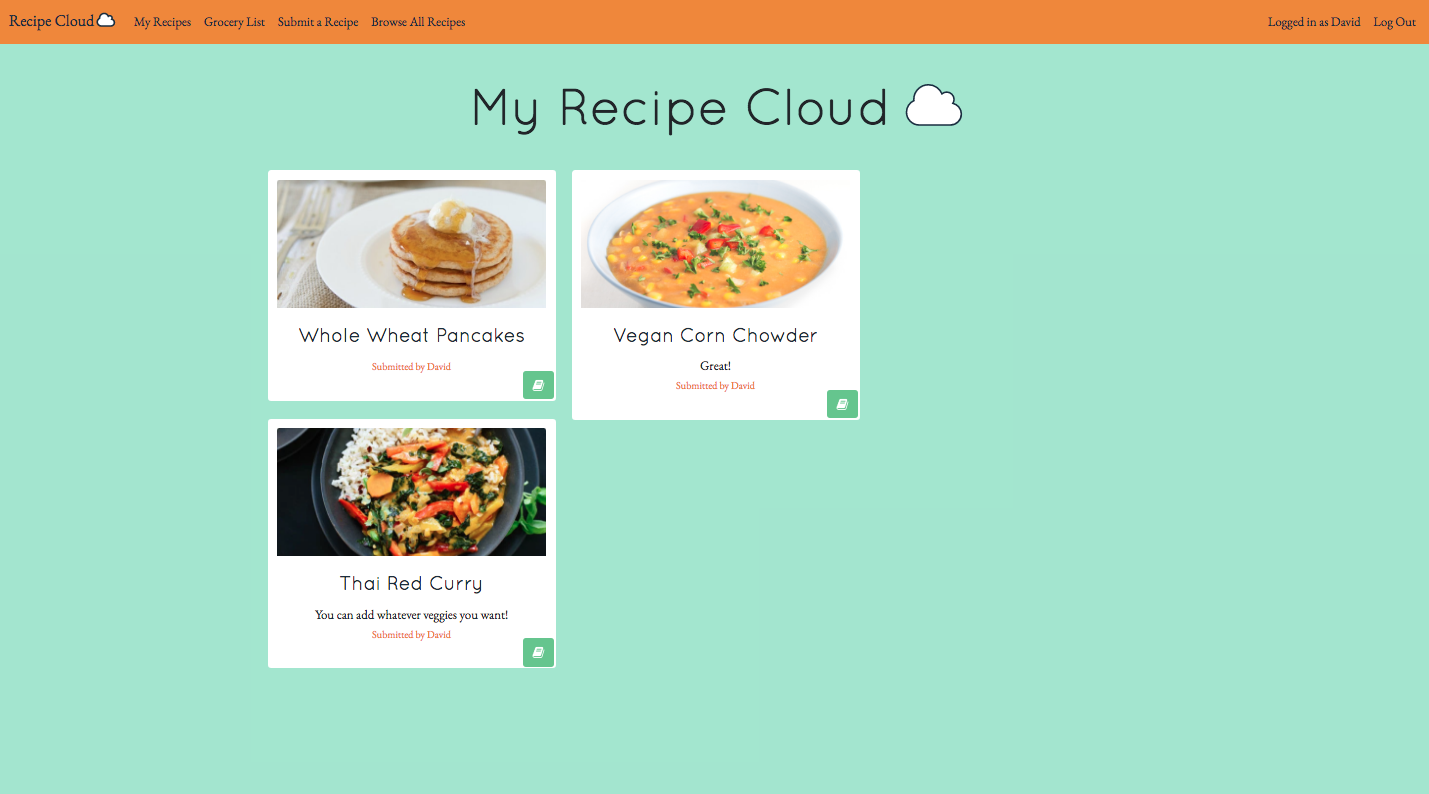 Recipe Cloud My Recipes Grocery List Submit a Recipe Browse All Recipes Logged in as David Log Out
My Recipe Cloud
Whole Wheat Pancakes
Submitted by David
Vegan Corn Chowder
Great!
Submitted by David
Thai Red Curry
You can add whatever veggies you want!
Submitted by David